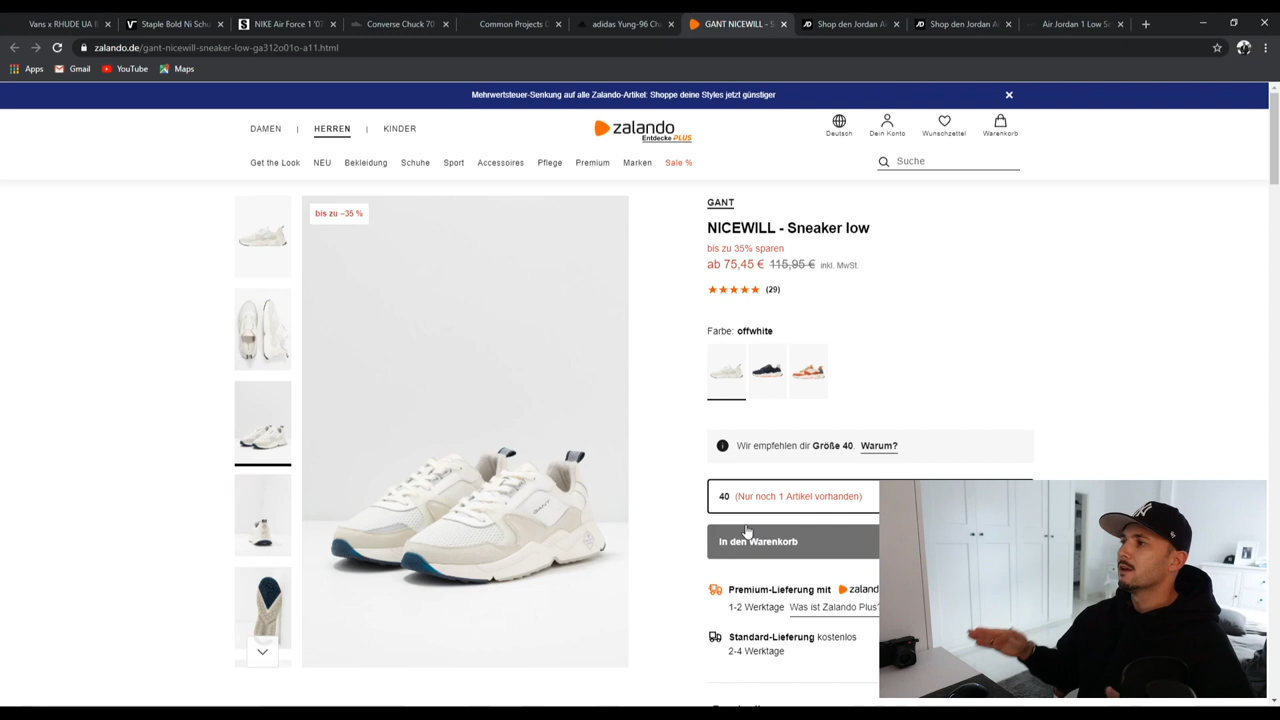 Vans x RHUDE UA B
Staple Bold Ni Schu
NIKE Air Force 1 '07
Converse Chuck 70
Common Projects O
adidas Yung-96 Cha
GANT NICEWILL - S
Shop den Jordan Ai
Shop den Jordan Ai
Air Jordan 1 Low Se
zalando.de/gant-nicewill-sneaker-low-ga312o01o-a11.html
Apps
Gmail
YouTube
Maps
Mehrwertsteuer-Senkung auf alle Zalando-Artikel: Shoppe deine Styles jetzt günstiger
DAMEN | HERREN | KINDER
zalando
Entdecke PLUS
Deutsch
Dein Konto
Wunschzettel
Warenkorb
Get the Look NEU Bekleidung Schuhe Sport Accessoires Pflege Premium Marken Sale %
Suche
bis zu –35 %
GANT
NICEWILL - Sneaker low
bis zu 35% sparen
ab 75,45 € 115,95 € inkl. MwSt.
(29)
Farbe: offwhite
Wir empfehlen dir Größe 40. Warum?
40 (Nur noch 1 Artikel vorhanden)
In den Warenkorb
Premium-Lieferung mit zaland
1-2 Werktage Was ist Zalando Plus?
Standard-Lieferung kostenlos
2-4 Werktage
GANT